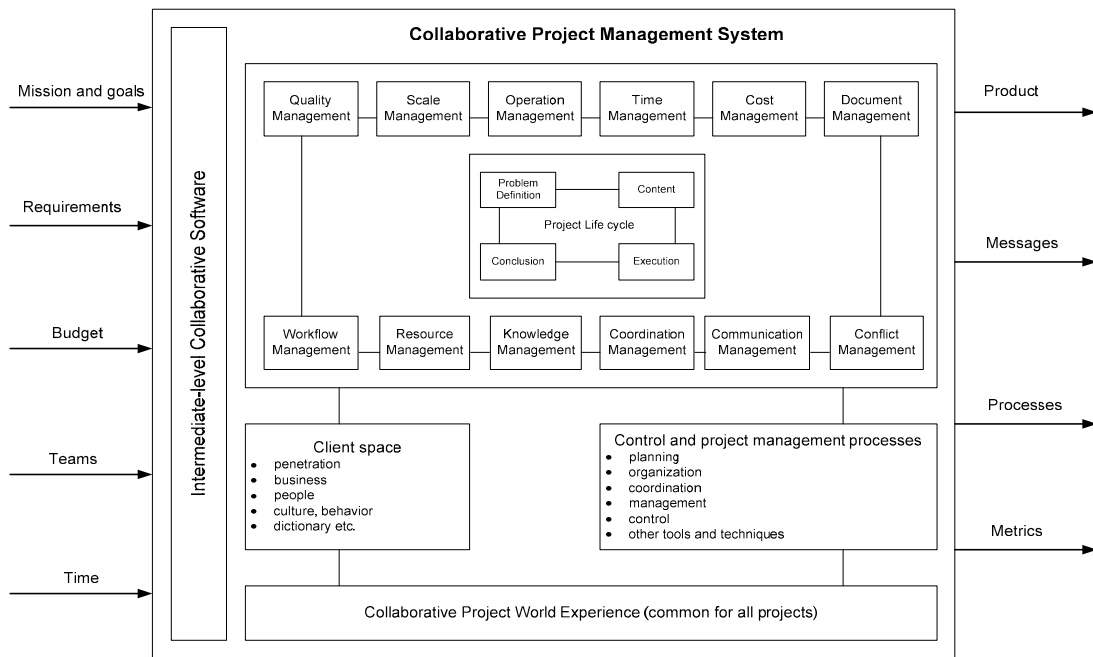 Collaborative Project Management System
Mission and goals
Requirements
Budget
Teams
Time
Intermediate-level Collaborative Software
Quality
Management
Scale
Management
Operation
Management
Time
Management
Cost
Management
Document
Management
Problem
Definition
Content
Project Life cycle
Conclusion
Execution
Workflow
Management
Resource
Management
Knowledge
Management
Coordination
Management
Communication
Management
Conflict
Management
Client space
• penetration
• business
• people
• culture, behavior
• dictionary etc.
Control and project management processes
• planning
• organization
• coordination
• management
• control
• other tools and techniques
Collaborative Project World Experience (common for all projects)
Product
Messages
Processes
Metrics